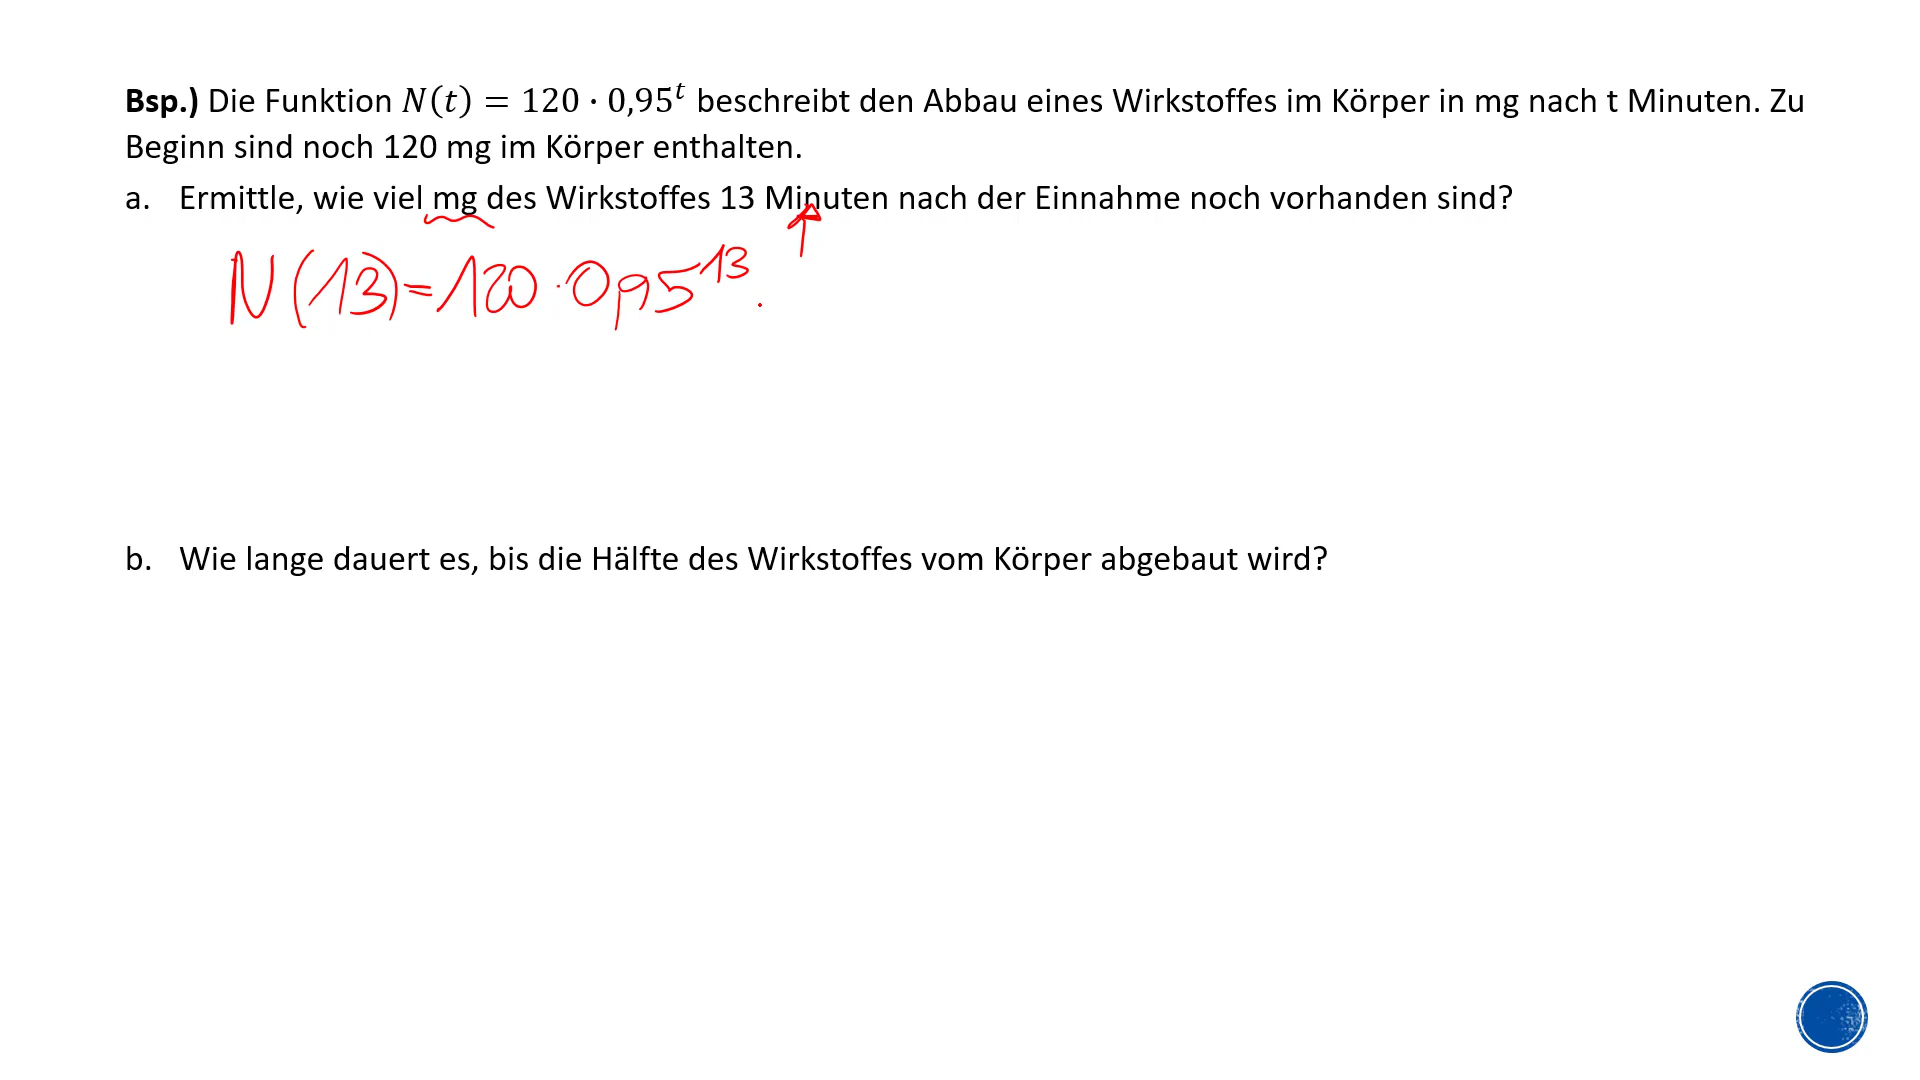 Bsp.) Die Funktion N(t) = 120 · 0,95^t beschreibt den Abbau eines Wirkstoffes im Körper in mg nach t Minuten. Zu
Beginn sind noch 120 mg im Körper enthalten.
a. Ermittle, wie viel mg des Wirkstoffes 13 Minuten nach der Einnahme noch vorhanden sind?
N(13)=120·0,95^13
b. Wie lange dauert es, bis die Hälfte des Wirkstoffes vom Körper abgebaut wird?